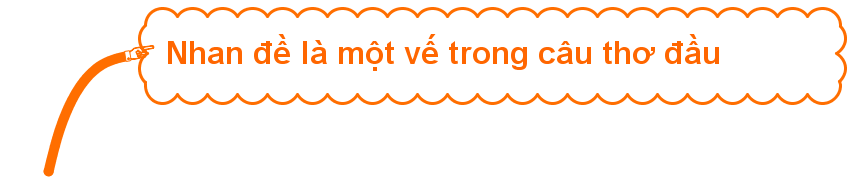 Nhan đề là một vế trong câu thơ đầu